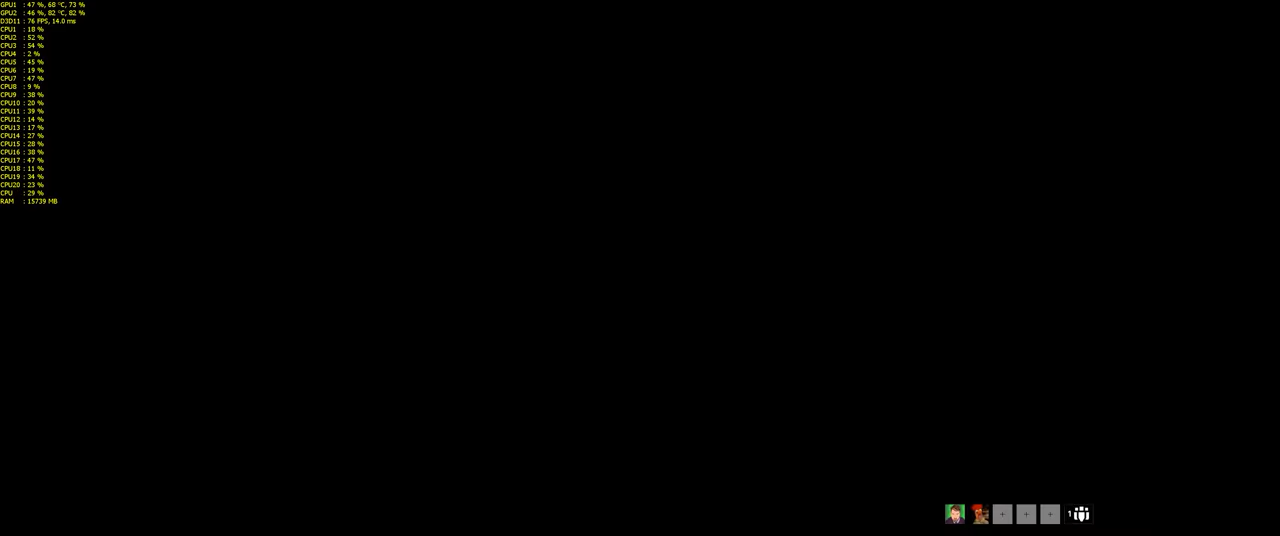 GPU1 : 47 %, 68 °C, 73 %
GPU2 : 46 %, 82 °C, 82 %
D3D11 : 76 FPS, 14.0 ms
CPU1 : 18 %
CPU2 : 52 %
CPU3 : 54 %
CPU4 : 2 %
CPU5 : 45 %
CPU6 : 19 %
CPU7 : 47 %
CPU8 : 9 %
CPU9 : 38 %
CPU10 : 20 %
CPU11 : 39 %
CPU12 : 14 %
CPU13 : 17 %
CPU14 : 27 %
CPU15 : 28 %
CPU16 : 38 %
CPU17 : 47 %
CPU18 : 11 %
CPU19 : 34 %
CPU20 : 23 %
CPU : 29 %
RAM : 15739 MB
+ + + 1